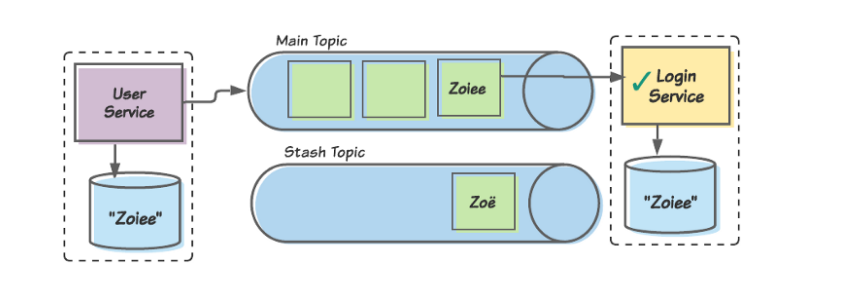 Main Topic
User
Service
Zoiee
Login
Service
Stash Topic
"Zoiee"
Zoë
"Zoiee"